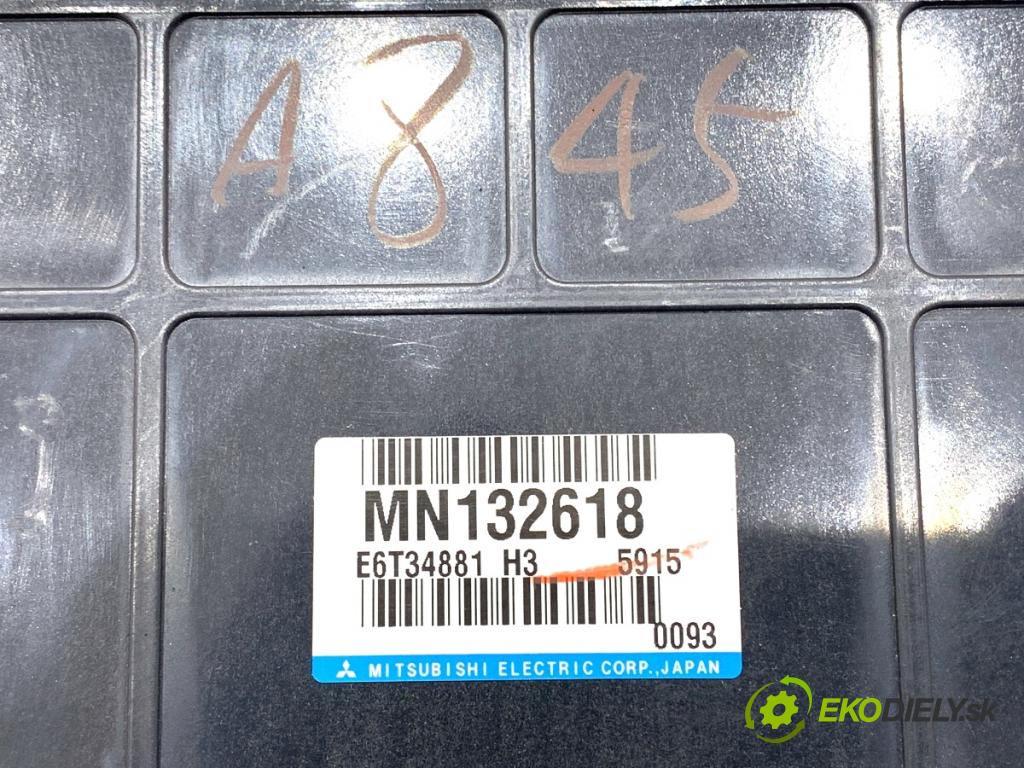 A8 45
MN132618
E6T34881 H3 5915
0093
MITSUBISHI ELECTRIC CORP.,JAPAN
EKODIELY.sk